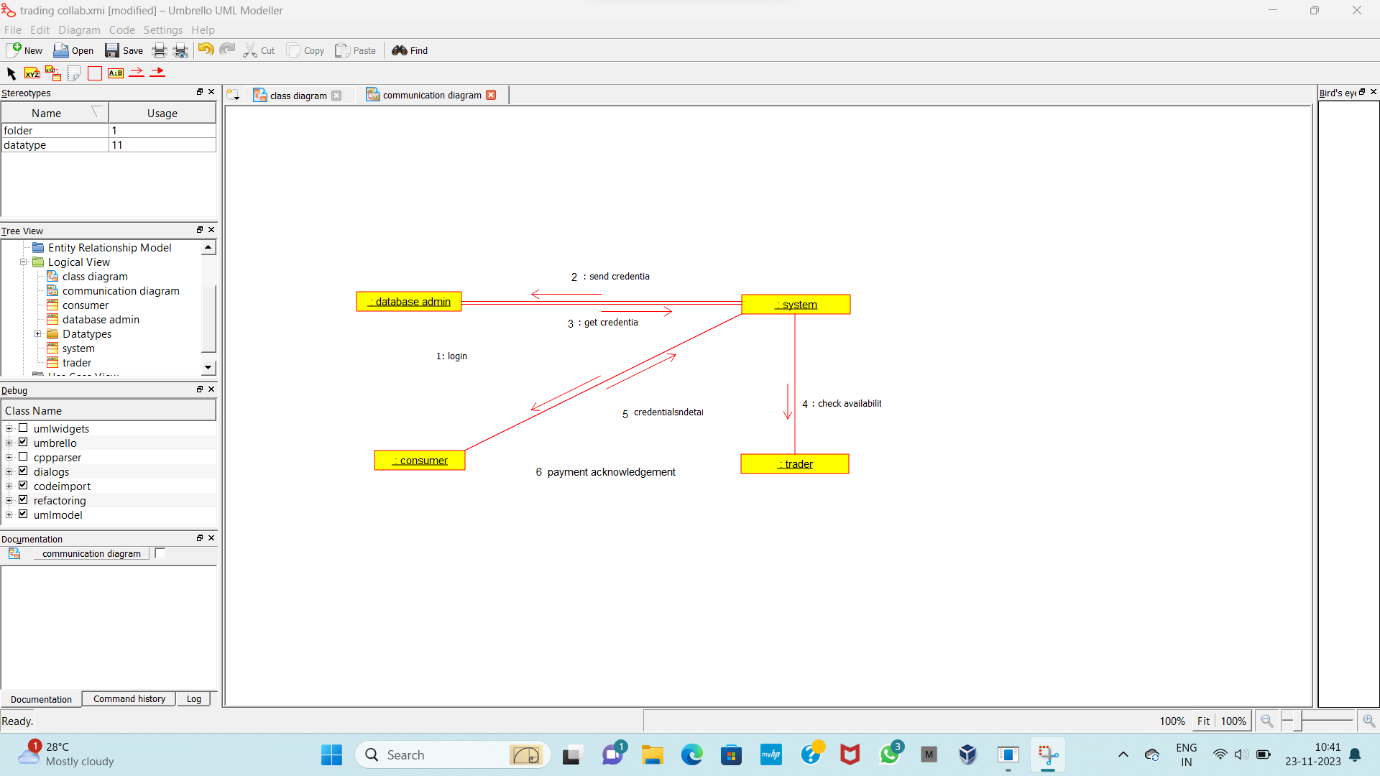 trading collab.xmi [modified] – Umbrello UML Modeller
File Edit Diagram Code Settings Help
New Open Save Cut Copy Paste Find
XYZ A:B
Stereotypes
class diagram communication diagram
Bird's eye
Name Usage
folder 1
datatype 11
Tree View
Entity Relationship Model
Logical View
class diagram
communication diagram
consumer
database admin
Datatypes
system
trader
Debug
Class Name
umlwidgets
umbrello
cppparser
dialogs
codeimport
refactoring
umlmodel
Documentation
communication diagram
Documentation Command history Log
2 : send credentia
: database admin
: system
3 : get credentia
1: login
5 credentialsndetai
4 : check availabilit
: consumer
: trader
6 payment acknowledgement
Ready.
100% Fit 100%
1 28°C
Mostly cloudy
Search
1
myhp
3
M
ENG
IN
10:41
23-11-2023